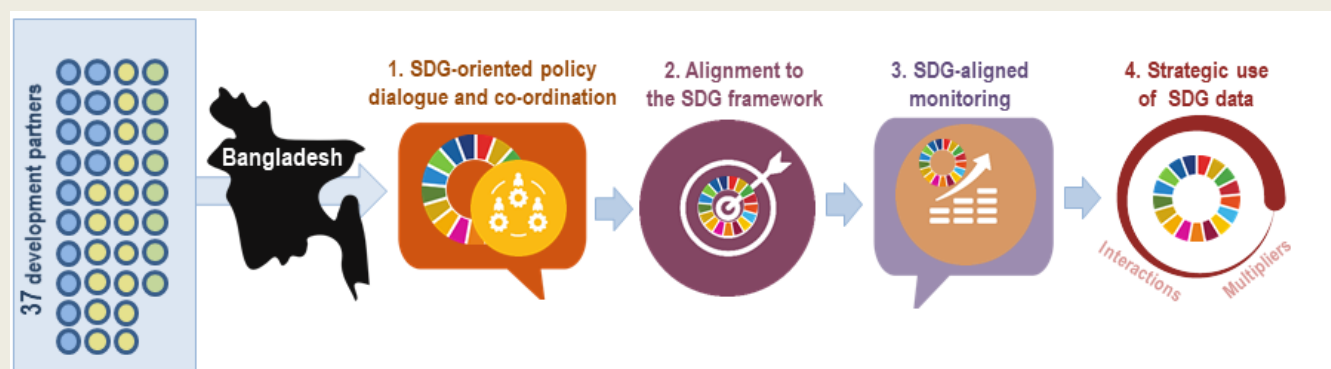 37 development partners
Bangladesh
1. SDG-oriented policy
dialogue and co-ordination
2. Alignment to
the SDG framework
3. SDG-aligned
monitoring
4. Strategic use
of SDG data
Interactions
Multipliers